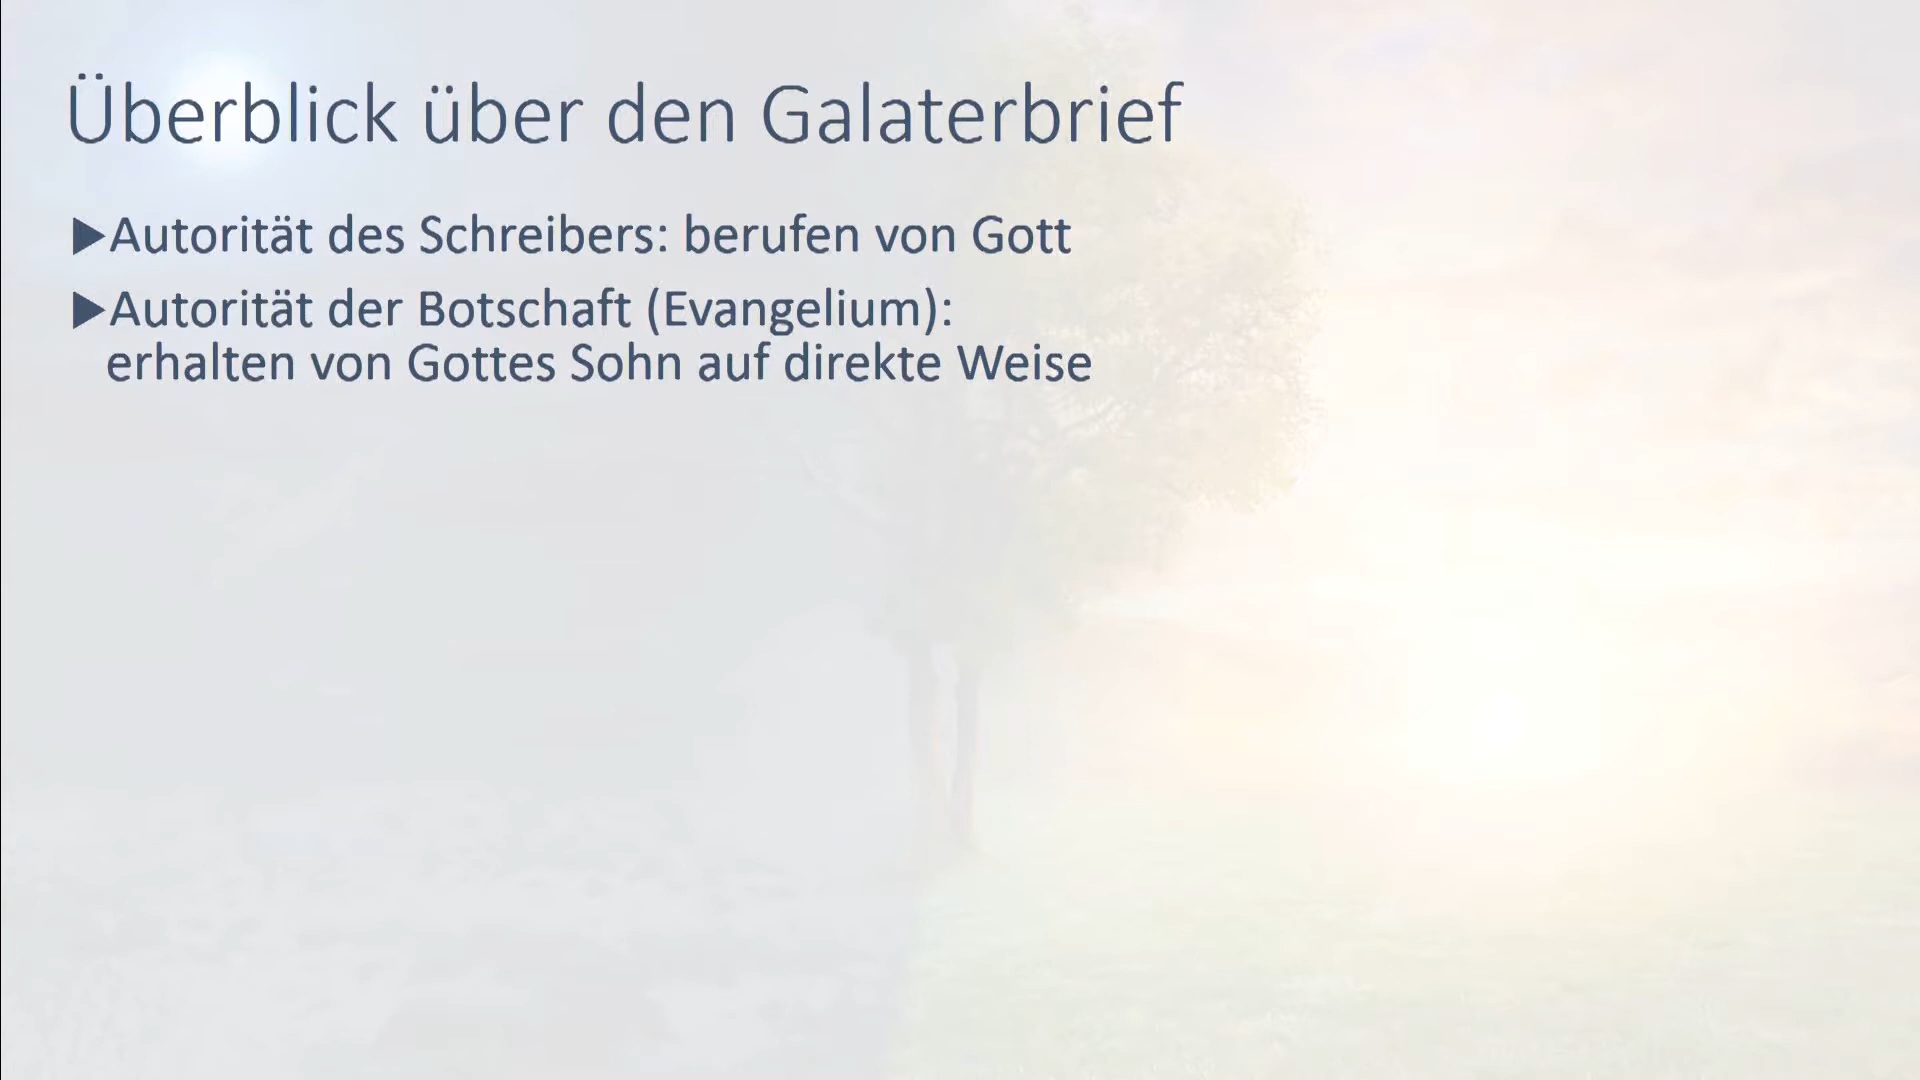 Überblick über den Galaterbrief
▶Autorität des Schreibers: berufen von Gott
▶Autorität der Botschaft (Evangelium):
erhalten von Gottes Sohn auf direkte Weise